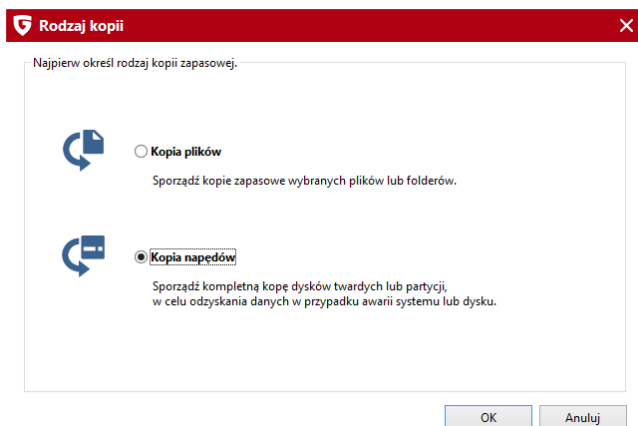 Rodzaj kopii
Najpierw określ rodzaj kopii zapasowej.
Kopia plików
Sporządź kopie zapasowe wybranych plików lub folderów.
Kopia napędów
Sporządź kompletną kopę dysków twardych lub partycji,
w celu odzyskania danych w przypadku awarii systemu lub dysku.
OK
Anuluj